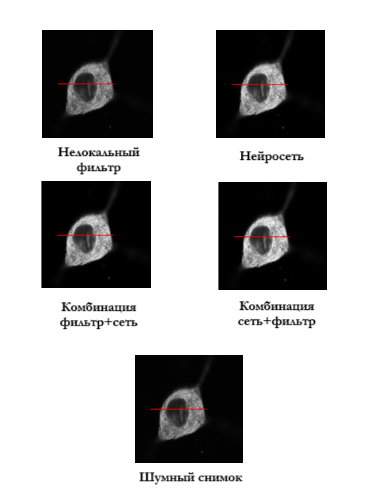 Нелокальный
фильтр
Нейросеть
Комбинация
фильтр+сеть
Комбинация
сеть+фильтр
Шумный снимок